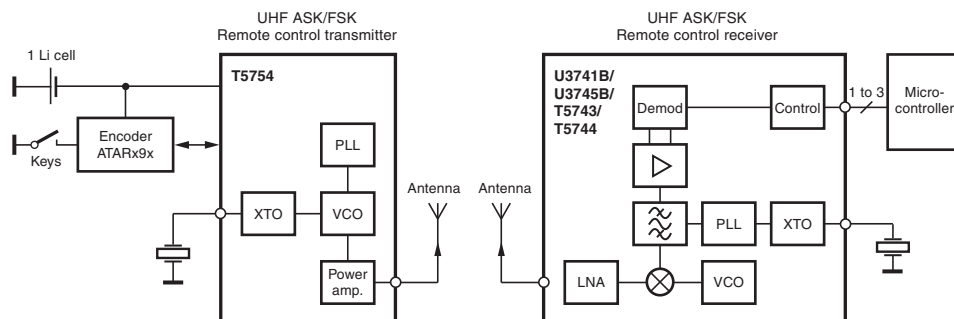 UHF ASK/FSK
Remote control transmitter
UHF ASK/FSK
Remote control receiver
1 Li cell
T5754
U3741B/
U3745B/
T5743/
T5744
Demod
Control
1 to 3
Micro-
controller
Encoder
ATARx9x
Keys
PLL
Antenna
Antenna
XTO
VCO
PLL
XTO
Power
amp.
LNA
VCO